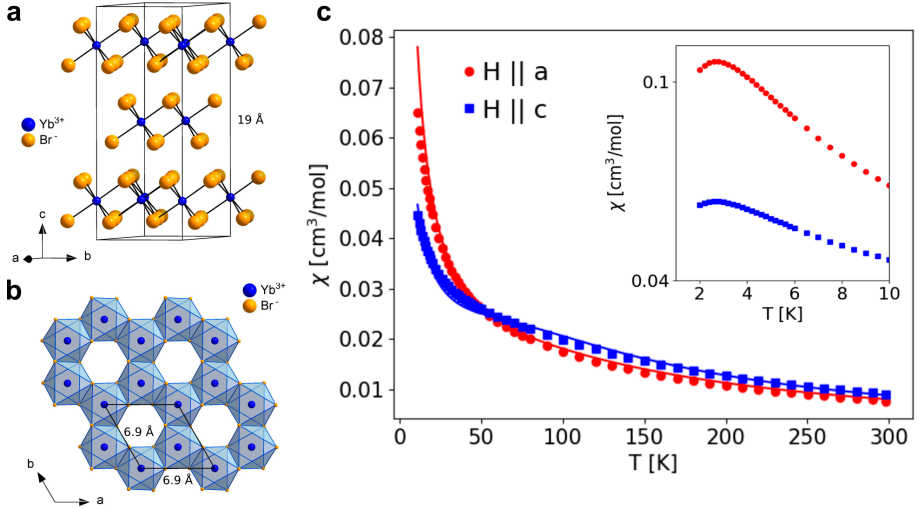 a
19 Å
Yb3+
Br-
c
a
b
b
Yb3+
Br-
6.9 Å
6.9 Å
b
a
c
χ [cm3/mol]
0.08
0.07
0.06
0.05
0.04
0.03
0.02
0.01
H || a
H || c
0 50 100 150 200 250 300
T [K]
χ [cm3/mol]
0.1
0.04
2 4 6 8 10
T [K]